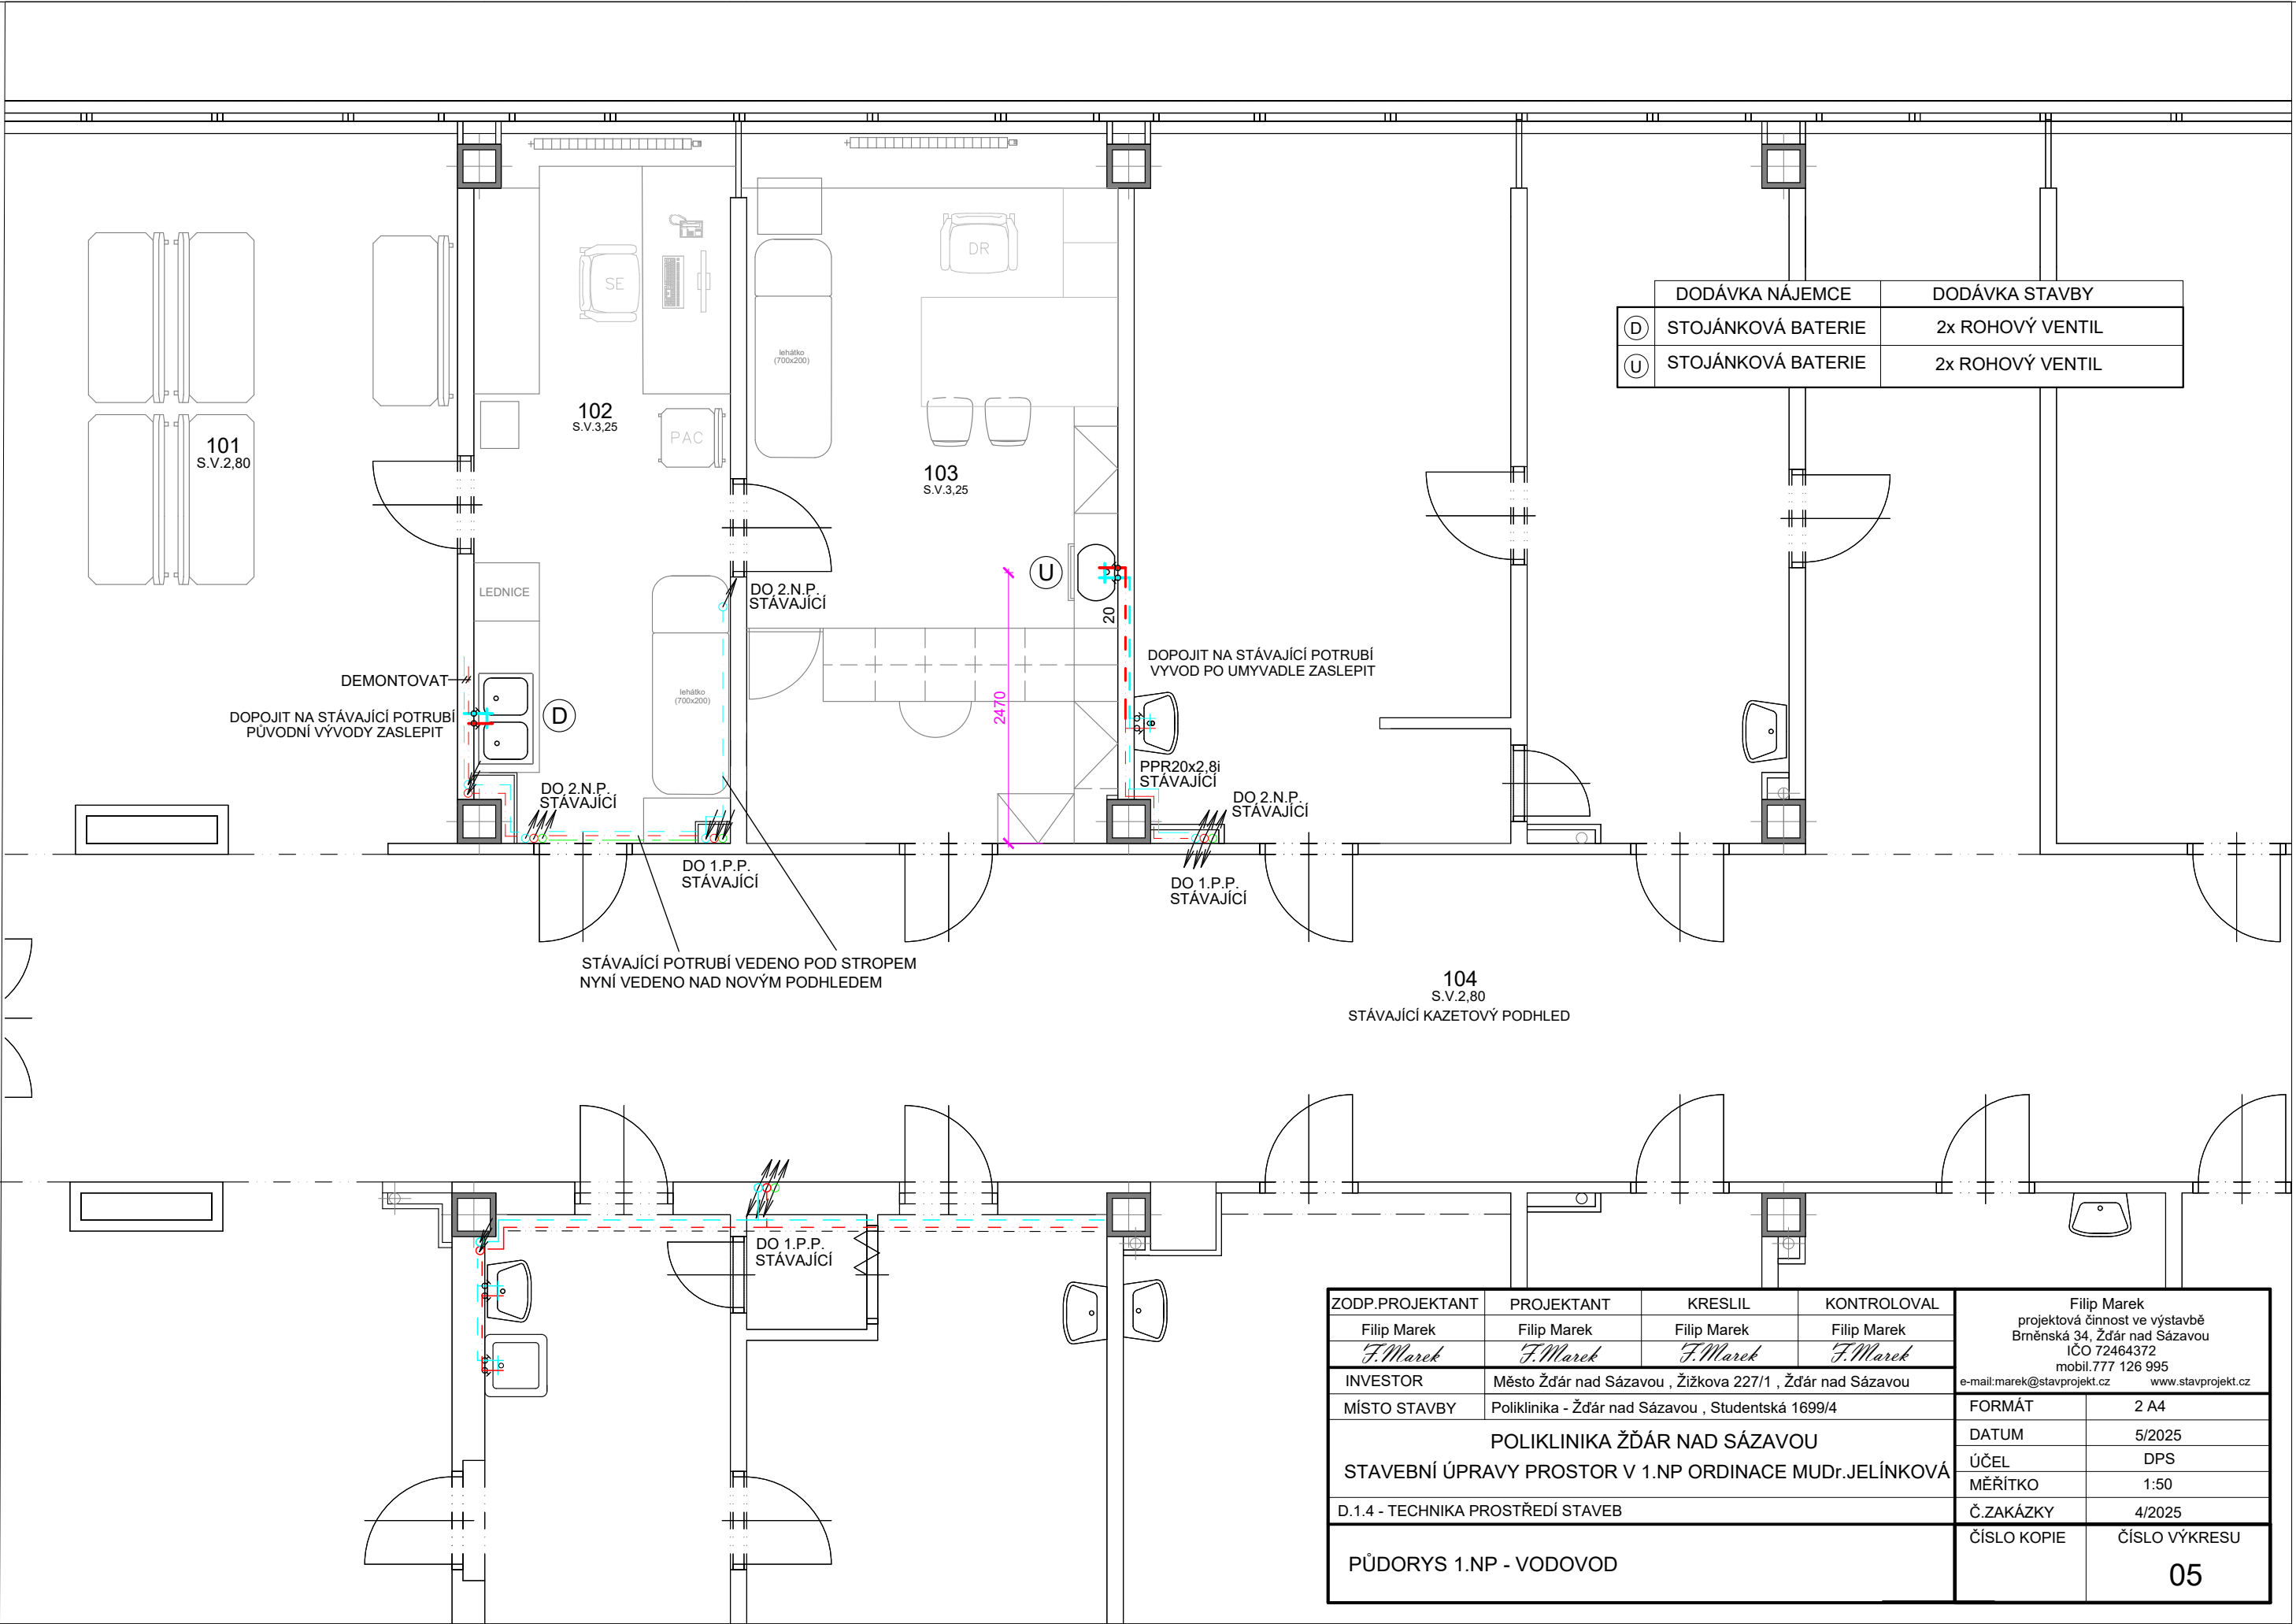 DODÁVKA NÁJEMCE DODÁVKA STAVBY
D STOJÁNKOVÁ BATERIE 2x ROHOVÝ VENTIL
U STOJÁNKOVÁ BATERIE 2x ROHOVÝ VENTIL
DR
SE
lehátko
(700x200)
102
S.V.3,25
PAC
101
S.V.2,80
103
S.V.3,25
LEDNICE
U
DO 2.N.P.
STÁVAJÍCÍ
20
DOPOJIT NA STÁVAJÍCÍ POTRUBÍ
VYVOD PO UMYVADLE ZASLEPIT
DEMONTOVAT
lehátko
(700x200)
2470
DOPOJIT NA STÁVAJÍCÍ POTRUBÍ
PŮVODNÍ VÝVODY ZASLEPIT
D
PPR20x2,8i
STÁVAJÍCÍ
DO 2.N.P.
STÁVAJÍCÍ
DO 2.N.P.
STÁVAJÍCÍ
DO 1.P.P.
STÁVAJÍCÍ
DO 1.P.P.
STÁVAJÍCÍ
STÁVAJÍCÍ POTRUBÍ VEDENO POD STROPEM
NYNÍ VEDENO NAD NOVÝM PODHLEDEM
104
S.V.2,80
STÁVAJÍCÍ KAZETOVÝ PODHLED
DO 1.P.P.
STÁVAJÍCÍ
ZODP.PROJEKTANT PROJEKTANT KRESLIL KONTROLOVAL
Filip Marek Filip Marek Filip Marek Filip Marek
F.Marek F.Marek F.Marek F.Marek
INVESTOR Město Žďár nad Sázavou , Žižkova 227/1 , Žďár nad Sázavou
MÍSTO STAVBY Poliklinika - Žďár nad Sázavou , Studentská 1699/4
POLIKLINIKA ŽĎÁR NAD SÁZAVOU
STAVEBNÍ ÚPRAVY PROSTOR V 1.NP ORDINACE MUDr.JELÍNKOVÁ
D.1.4 - TECHNIKA PROSTŘEDÍ STAVEB
PŮDORYS 1.NP - VODOVOD
Filip Marek
projektová činnost ve výstavbě
Brněnská 34, Žďár nad Sázavou
IČO 72464372
mobil.777 126 995
e-mail:marek@stavprojekt.cz www.stavprojekt.cz
FORMÁT 2 A4
DATUM 5/2025
ÚČEL DPS
MĚŘÍTKO 1:50
Č.ZAKÁZKY 4/2025
ČÍSLO KOPIE ČÍSLO VÝKRESU
05